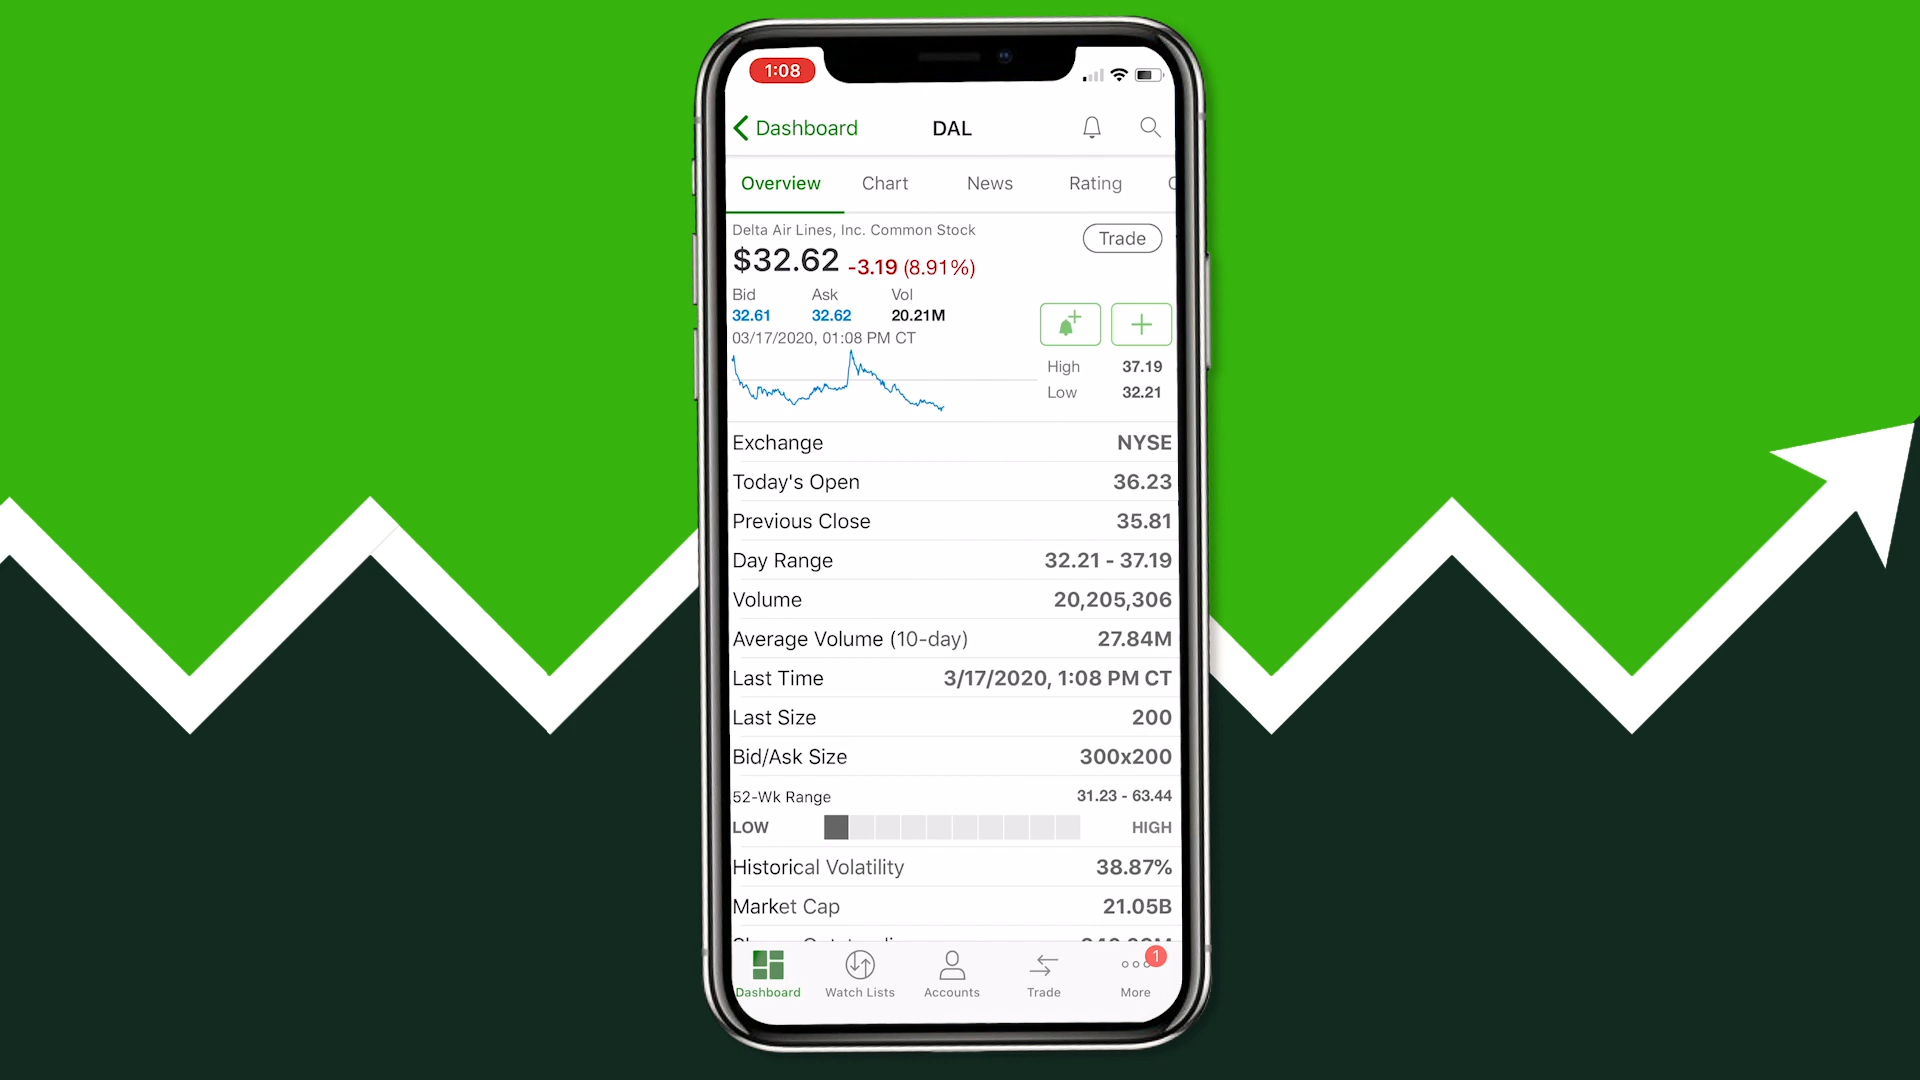 1:08
Dashboard DAL
Overview Chart News Rating
Delta Air Lines, Inc. Common Stock
Trade
$32.62 -3.19 (8.91%)
Bid Ask Vol
32.61 32.62 20.21M
03/17/2020, 01:08 PM CT
High 37.19
Low 32.21
Exchange NYSE
Today's Open 36.23
Previous Close 35.81
Day Range 32.21 - 37.19
Volume 20,205,306
Average Volume (10-day) 27.84M
Last Time 3/17/2020, 1:08 PM CT
Last Size 200
Bid/Ask Size 300x200
52-Wk Range 31.23 - 63.44
LOW HIGH
Historical Volatility 38.87%
Market Cap 21.05B
1
Dashboard Watch Lists Accounts Trade More